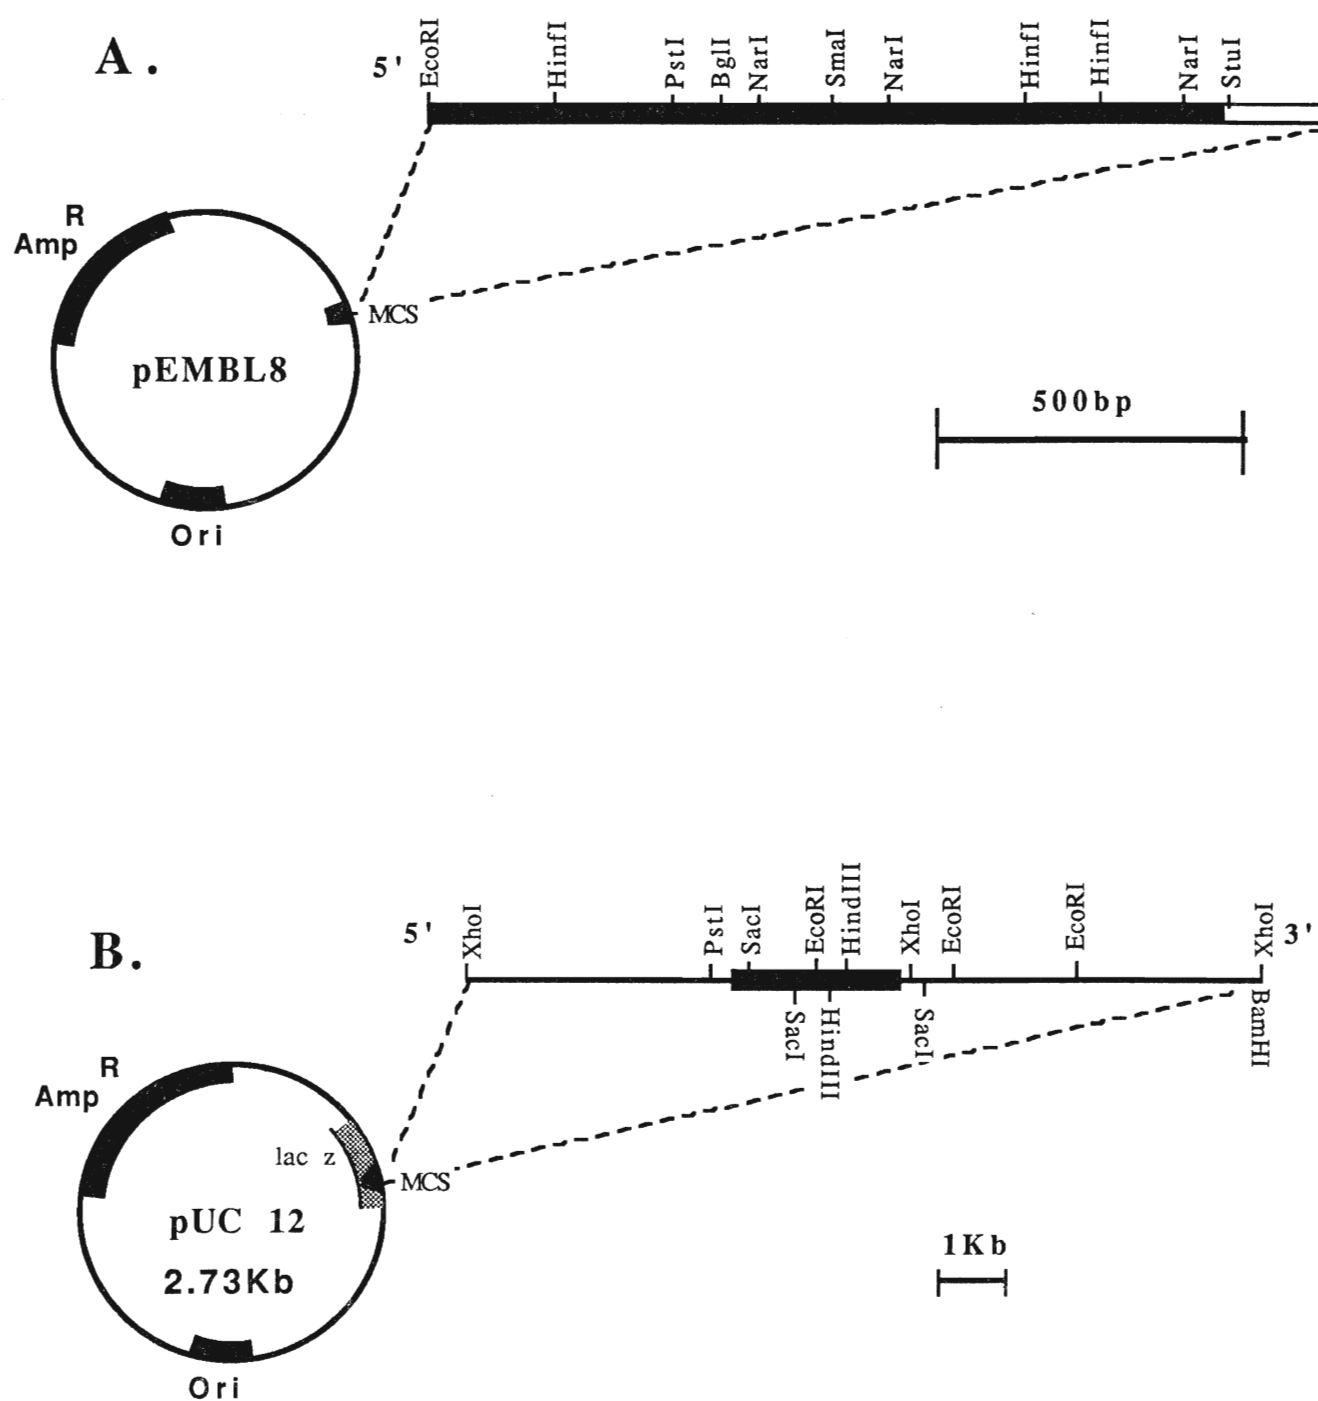 A.
5'
EcoRI
HinfI
PstI
BglI
NarI
SmaI
NarI
HinfI
HinfI
NarI
StuI
R
Amp
MCS
pEMBL8
500bp
Ori
B.
5'
XhoI
PstI
SacI
EcoRI
HindIII
XhoI
EcoRI
EcoRI
XhoI
3'
SacI
HindIII
SacI
BamHI
R
Amp
lac z
MCS
pUC 12
2.73Kb
1Kb
Ori